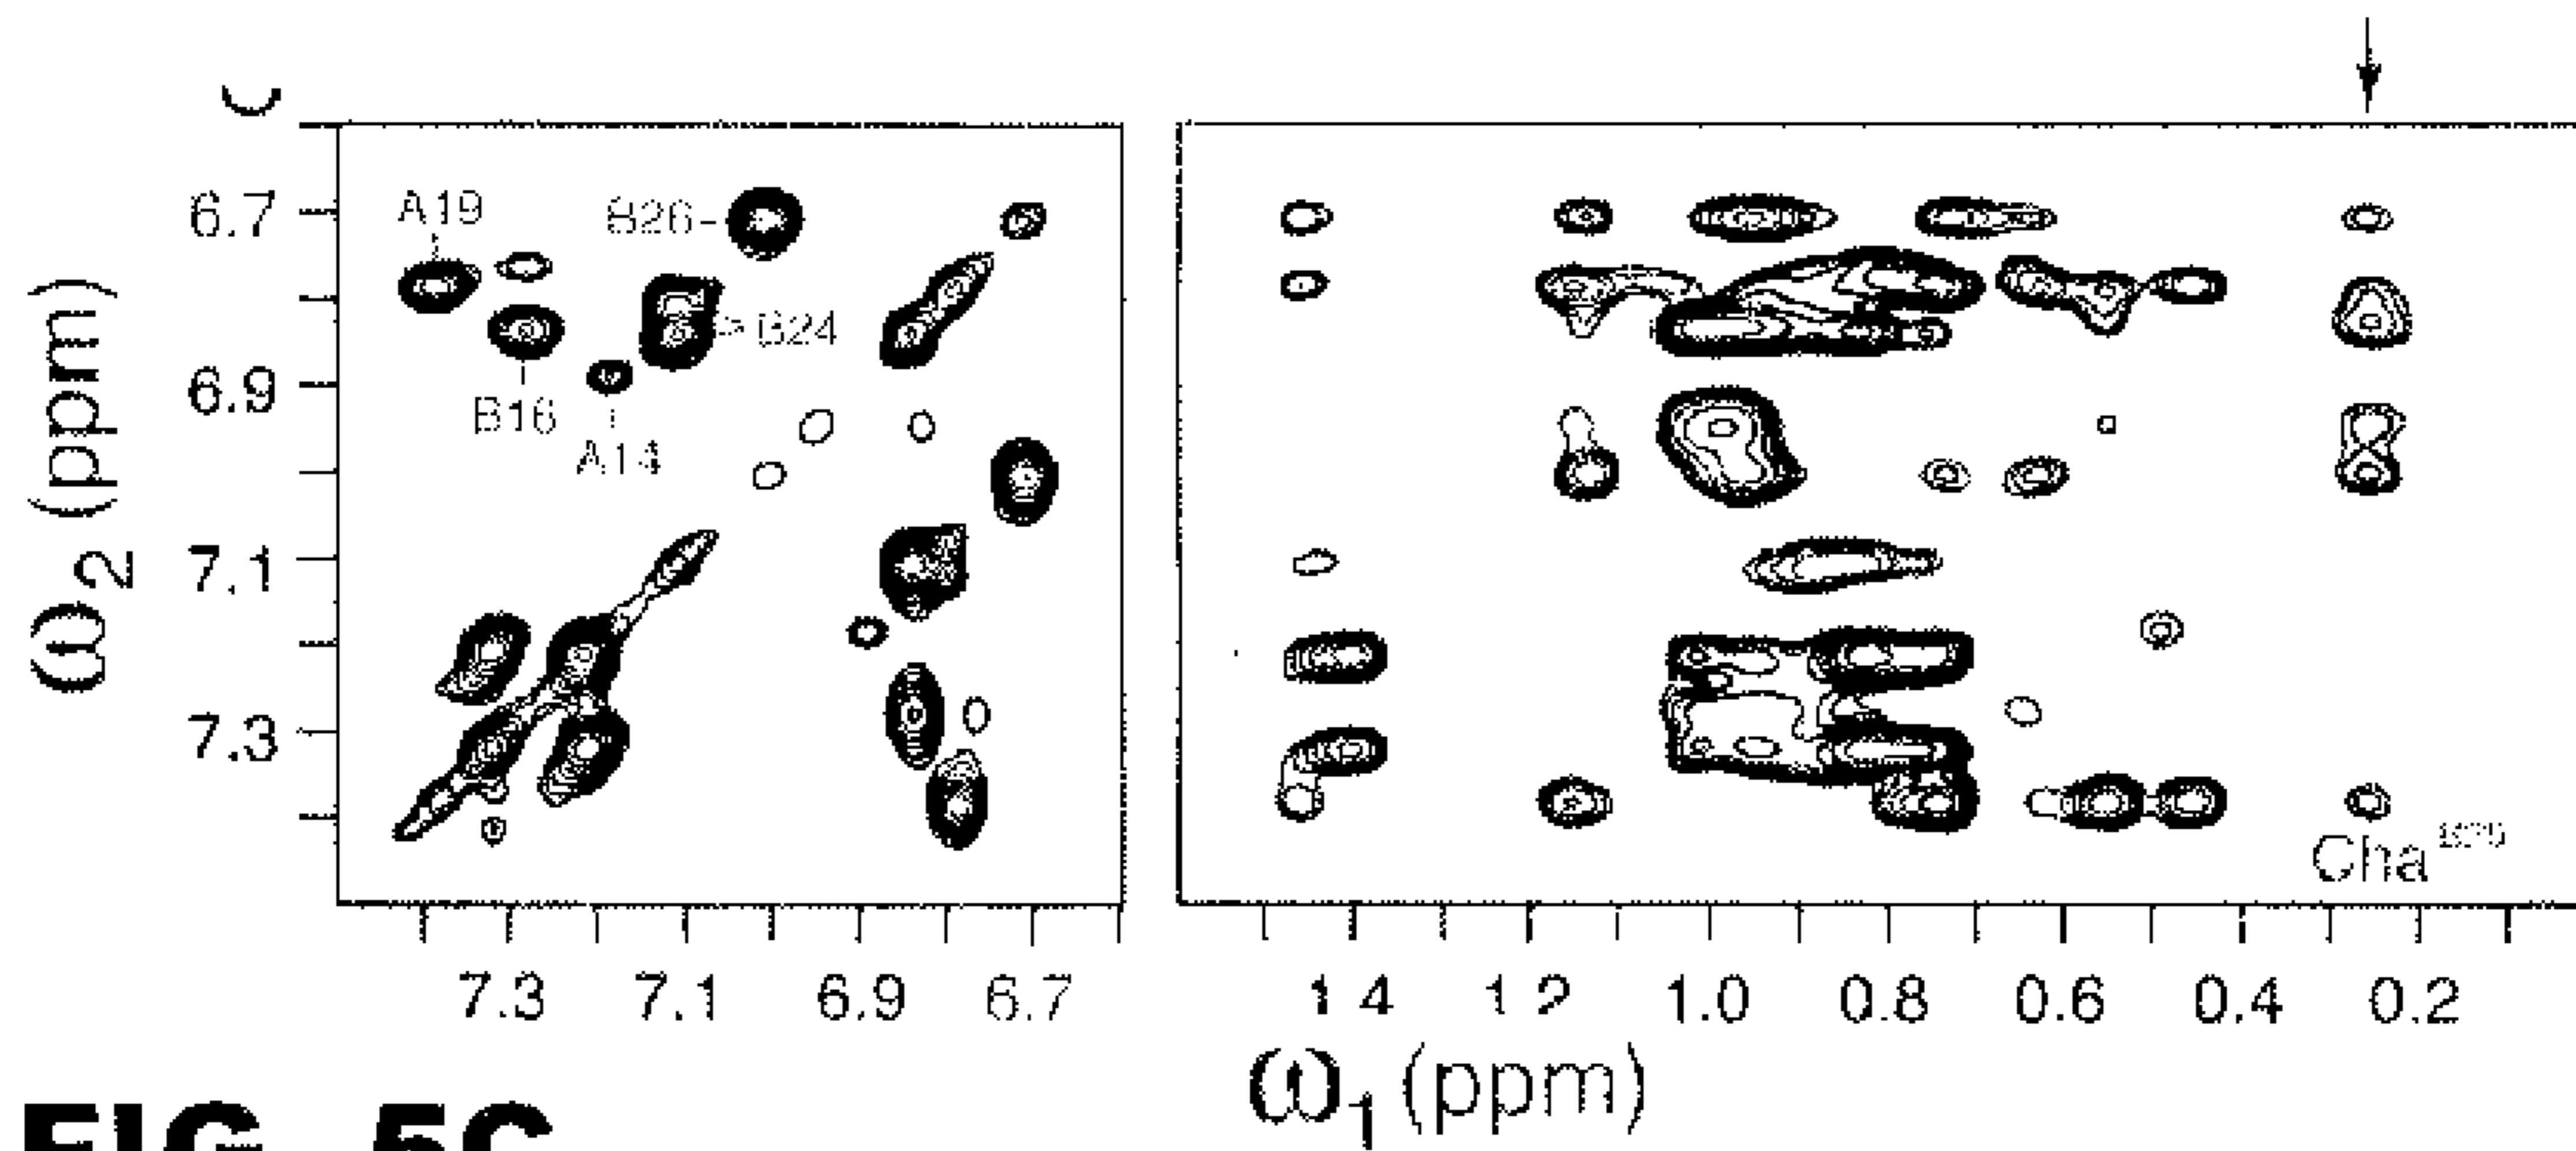 C
6.7
6.9
7.1
7.3
ω2 (ppm)
A19
B26
B24
B16
A14
Cha
7.3 7.1 6.9 6.7
1 4 1 2 1.0 0.8 0.6 0.4 0.2
ω1 (ppm)
FIG. 5C